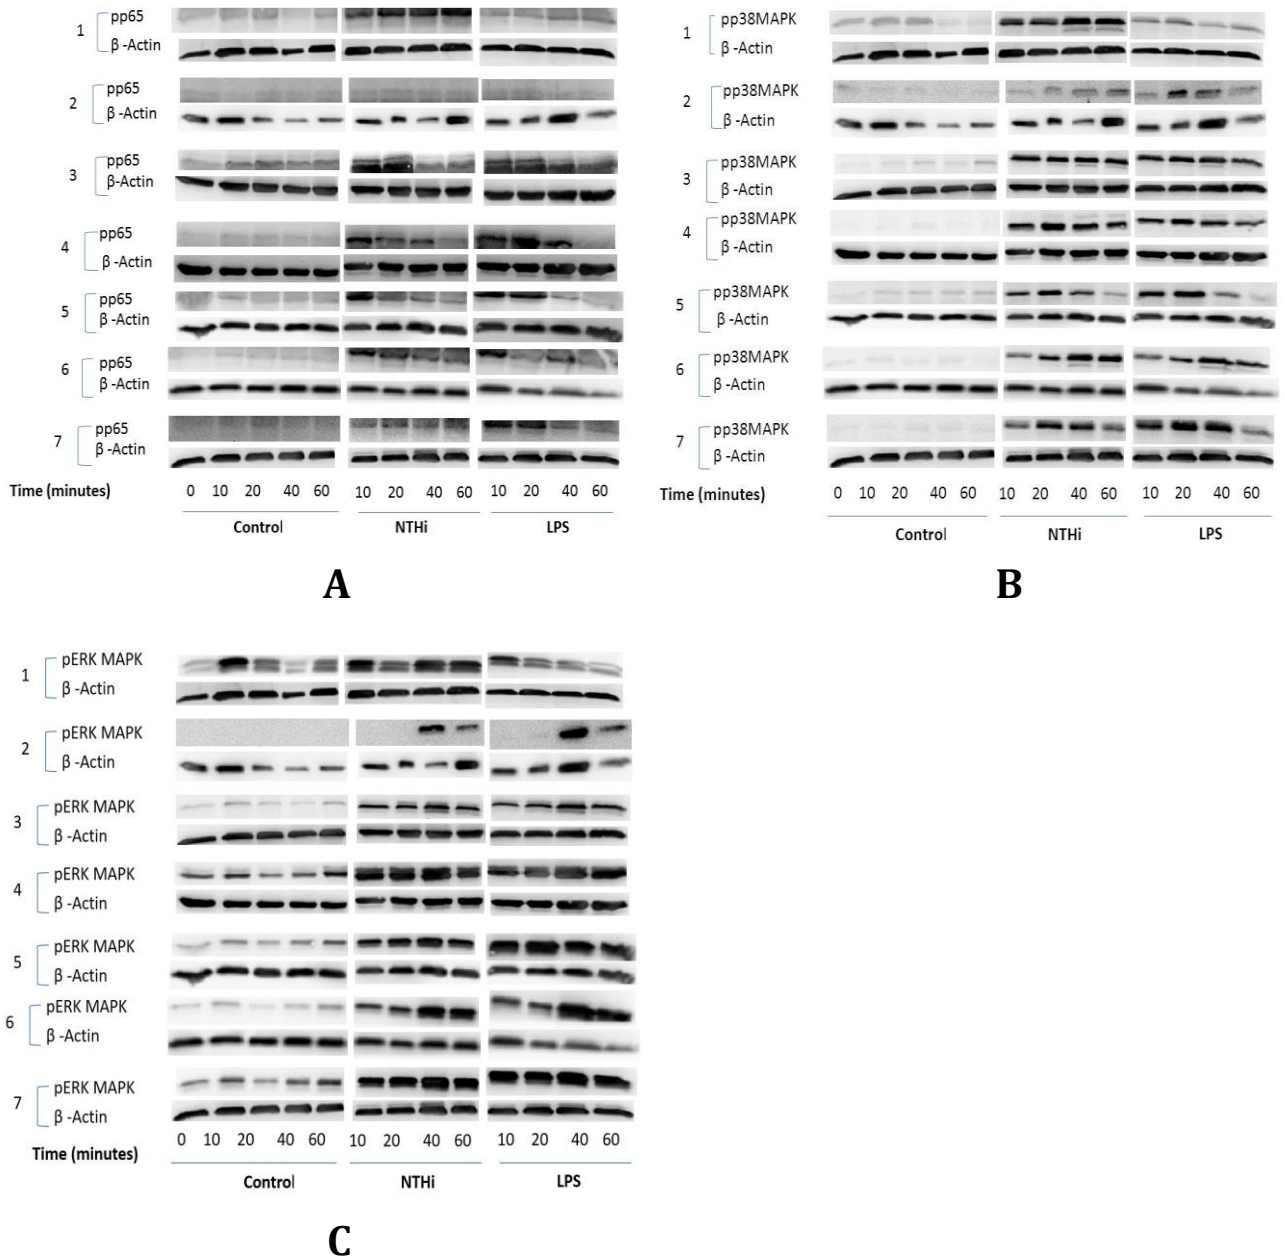 1 pp65
β -Actin
2 pp65
β -Actin
3 pp65
β-Actin
4 pp65
β -Actin
5 pp65
β -Actin
6 pp65
β -Actin
7 pp65
β -Actin
Time (minutes) 0 10 20 40 60 10 20 40 60 10 20 40 60
Control NTHi LPS
A
1 pp38MAPK
β -Actin
2 pp38MAPK
β -Actin
3 pp38MAPK
β -Actin
4 pp38MAPK
β -Actin
5 pp38MAPK
β -Actin
6 pp38MAPK
β -Actin
7 pp38MAPK
β -Actin
Time (minutes) 0 10 20 40 60 10 20 40 60 10 20 40 60
Control NTHi LPS
B
1 pERK MAPK
β -Actin
2 pERK MAPK
β -Actin
3 pERK MAPK
β -Actin
4 pERK MAPK
β -Actin
5 pERK MAPK
β -Actin
6 pERK MAPK
β -Actin
7 pERK MAPK
β -Actin
0 10 20 40 60 10 20 40 60 10 20 40 60
Time (minutes)
Control NTHi LPS
C